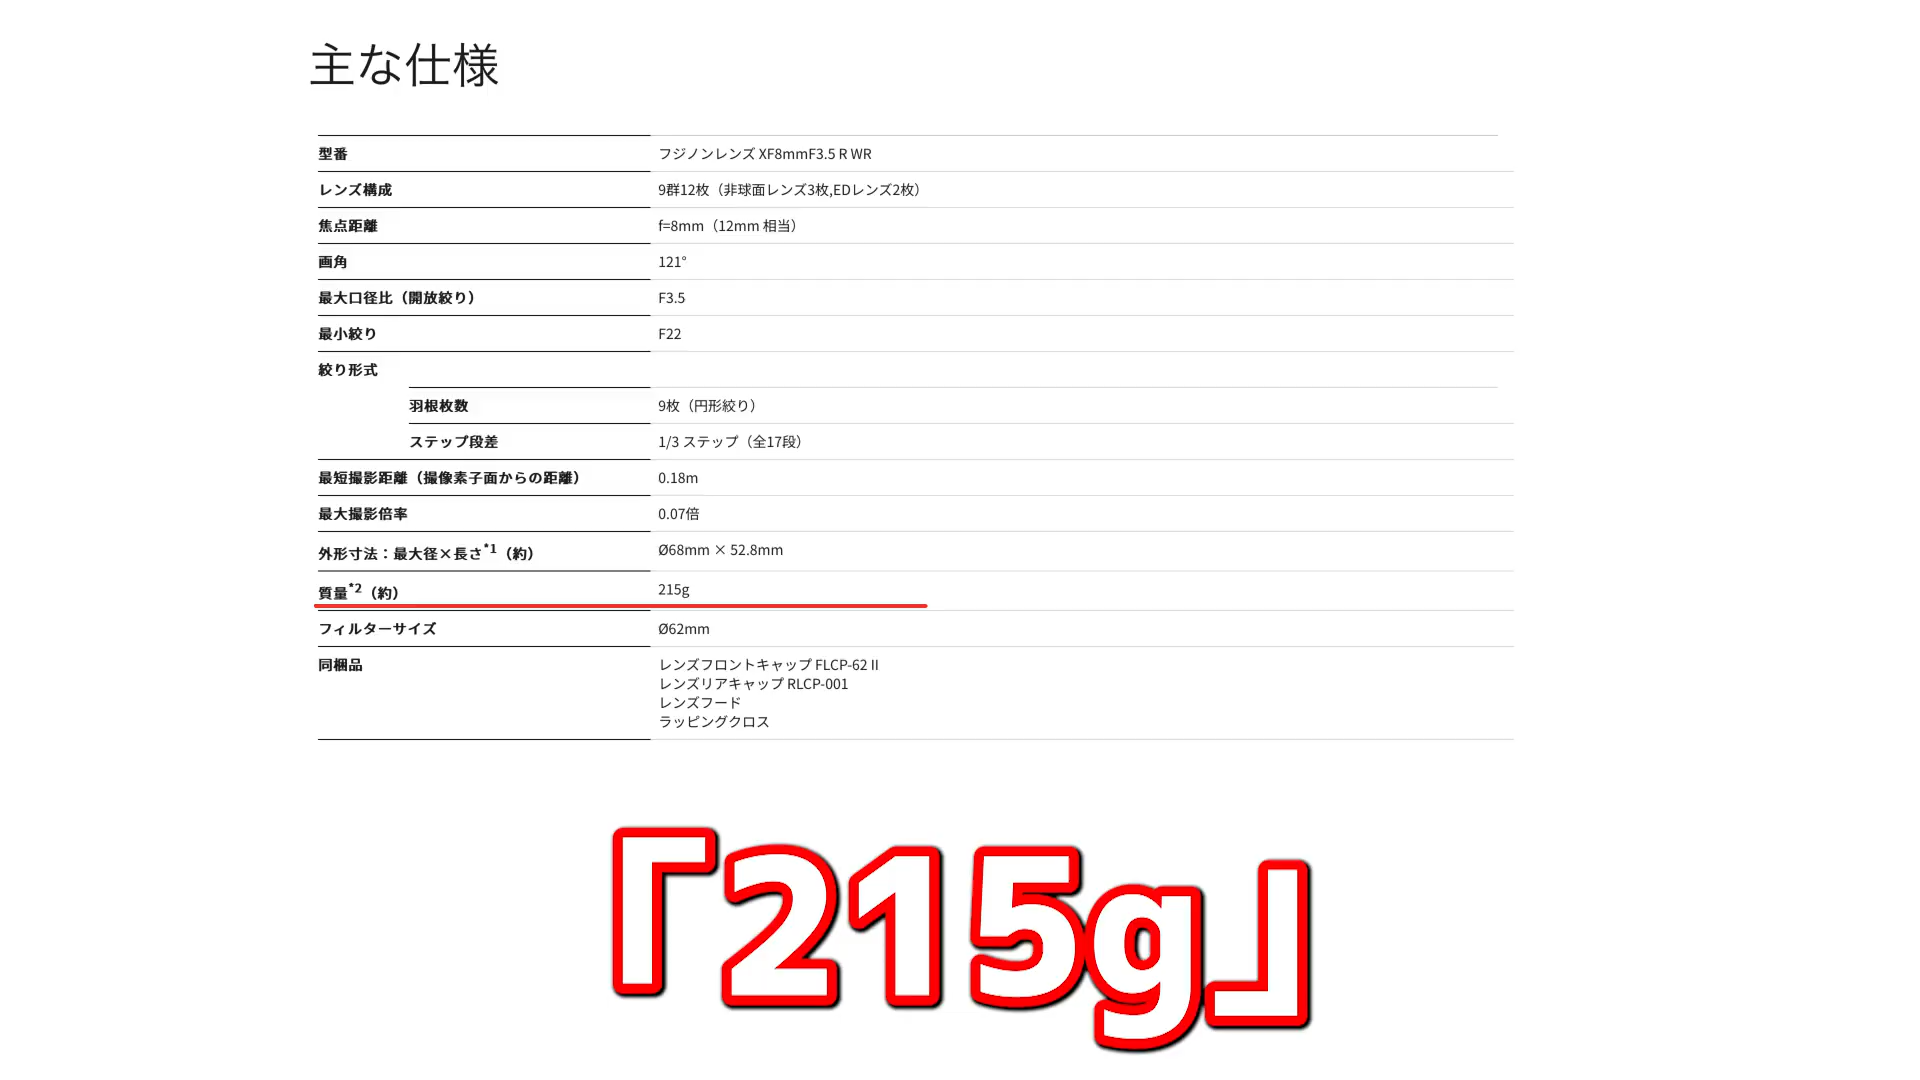 主な仕様
型番 フジノンレンズ XF8mmF3.5 R WR
レンズ構成 9群12枚（非球面レンズ3枚,EDレンズ2枚）
焦点距離 f=8mm（12mm 相当）
画角 121°
最大口径比（開放絞り） F3.5
最小絞り F22
絞り形式
羽根枚数 9枚（円形絞り）
ステップ段差 1/3 ステップ（全17段）
最短撮影距離（撮像素子面からの距離） 0.18m
最大撮影倍率 0.07倍
外形寸法：最大径×長さ*1（約） Ø68mm × 52.8mm
質量*2（約） 215g
フィルターサイズ Ø62mm
同梱品 レンズフロントキャップ FLCP-62 II
レンズリアキャップ RLCP-001
レンズフード
ラッピングクロス
「215g」